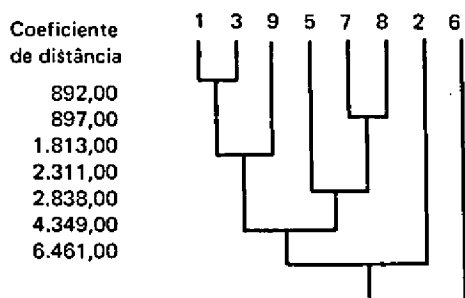 Coeficiente
de distância
1 3 9 5 7 8 2 6
892,00
897,00
1.813,00
2.311,00
2.838,00
4.349,00
6.461,00